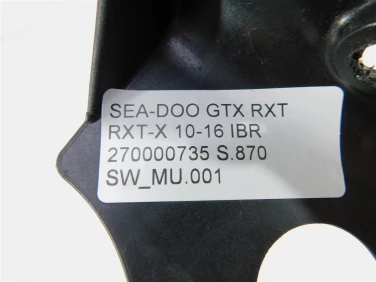 SEA-DOO GTX RXT
RXT-X 10-16 IBR
270000735 S.870
SW_MU.001